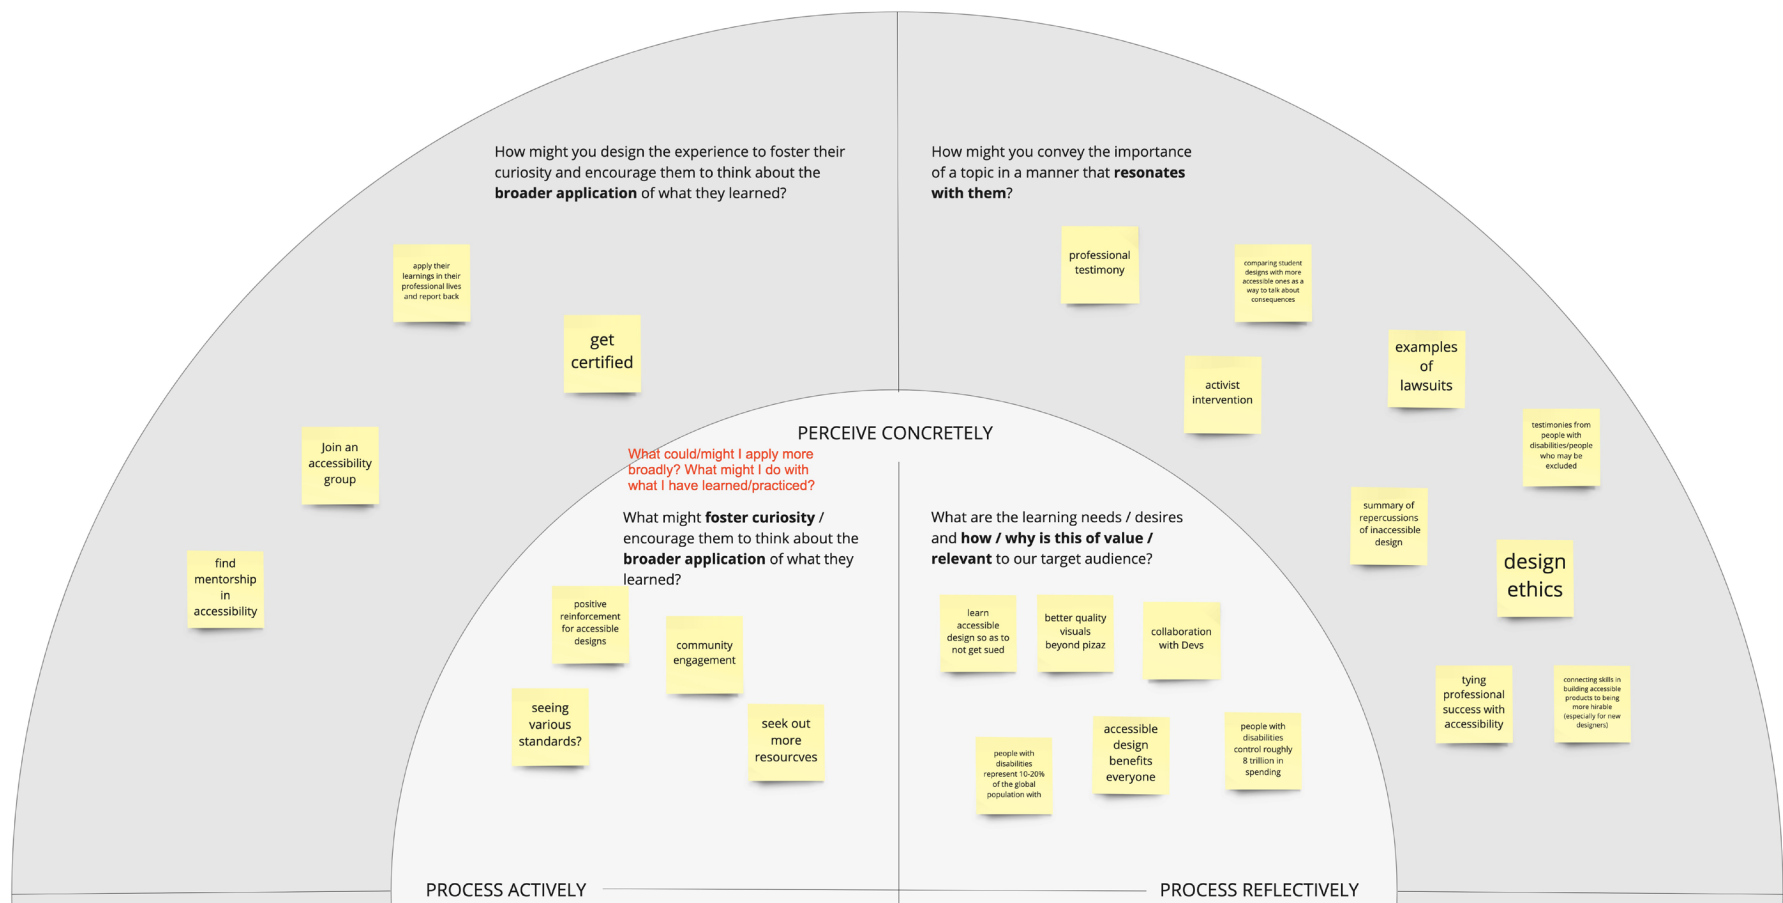 How might you design the experience to foster their
curiosity and encourage them to think about the
broader application of what they learned?
apply their
learnings in their
professional lives
and report back
get
certified
Join an
accessibility
group
find
mentorship
in
accessibility
How might you convey the importance
of a topic in a manner that resonates
with them?
professional
testimony
comparing student
designs with more
accessible ones as a
way to talk about
consequences
activist
intervention
examples
of
lawsuits
testimonies from
people with
disabilities/people
who may be
excluded
summary of
repercussions
of inaccessible
design
design
ethics
tying
professional
success with
accessibility
connecting skills in
building accessible
products to being
more hirable
(especially for new
designers)
PERCEIVE CONCRETELY
What could/might I apply more
broadly? What might I do with
what I have learned/practiced?
What might foster curiosity /
encourage them to think about the
broader application of what they
learned?
positive
reinforcement
for accessible
designs
community
engagement
seeing
various
standards?
seek out
more
resourcves
What are the learning needs / desires
and how / why is this of value /
relevant to our target audience?
learn
accessible
design so as to
not get sued
better quality
visuals
beyond pizaz
collaboration
with Devs
people with
disabilities
represent 10-20%
of the global
population with
accessible
design
benefits
everyone
people with
disabilities
control roughly
8 trillion in
spending
PROCESS ACTIVELY
PROCESS REFLECTIVELY